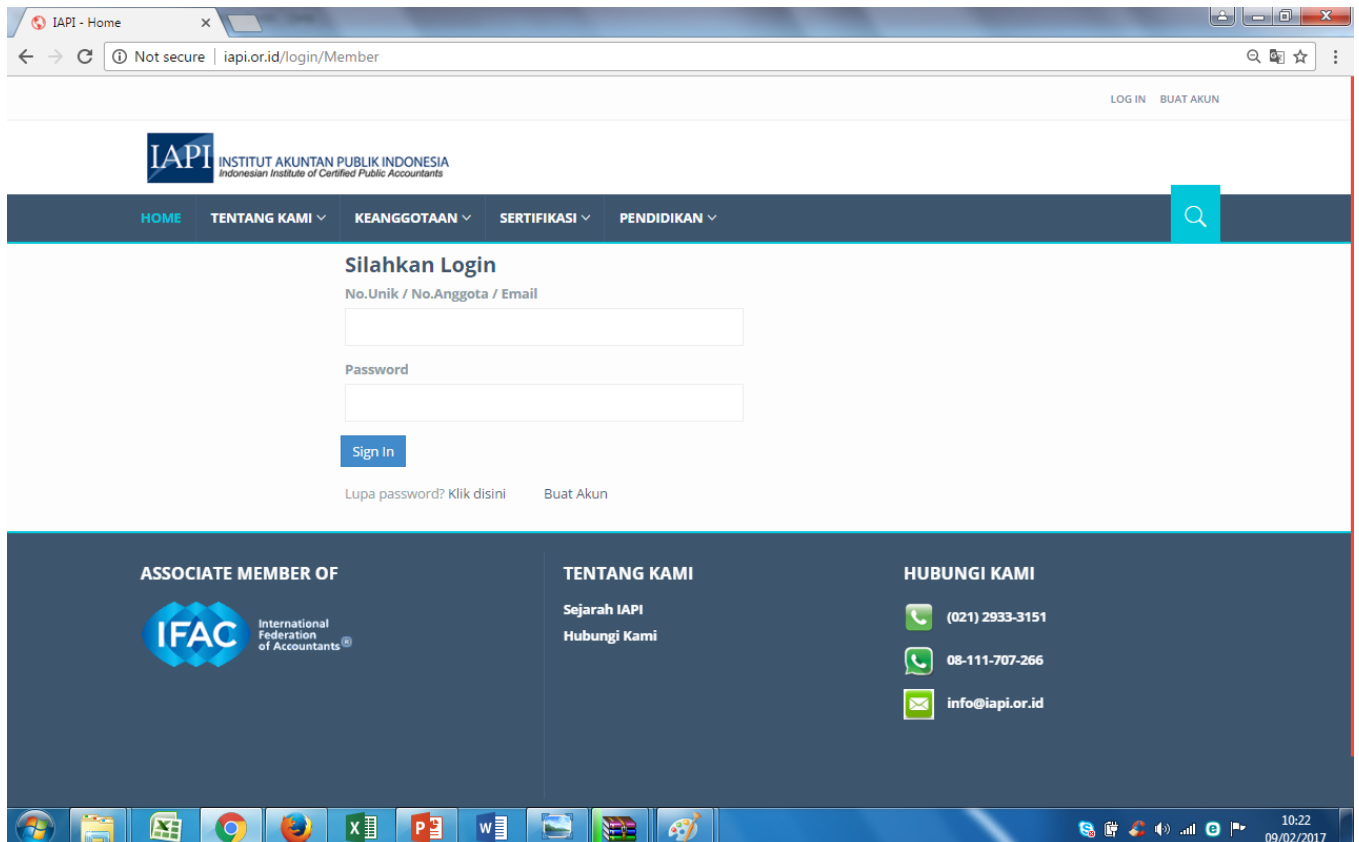 IAPI - Home
Not secure | iapi.or.id/login/Member
LOG IN BUAT AKUN
IAPI INSTITUT AKUNTAN PUBLIK INDONESIA
Indonesian Institute of Certified Public Accountants
HOME TENTANG KAMI KEANGGOTAAN SERTIFIKASI PENDIDIKAN
Silahkan Login
No.Unik / No.Anggota / Email
Password
Sign In
Lupa password? Klik disini Buat Akun
ASSOCIATE MEMBER OF
IFAC International
Federation
of Accountants®
TENTANG KAMI
Sejarah IAPI
Hubungi Kami
HUBUNGI KAMI
(021) 2933-3151
08-111-707-266
info@iapi.or.id
10:22
09/02/2017